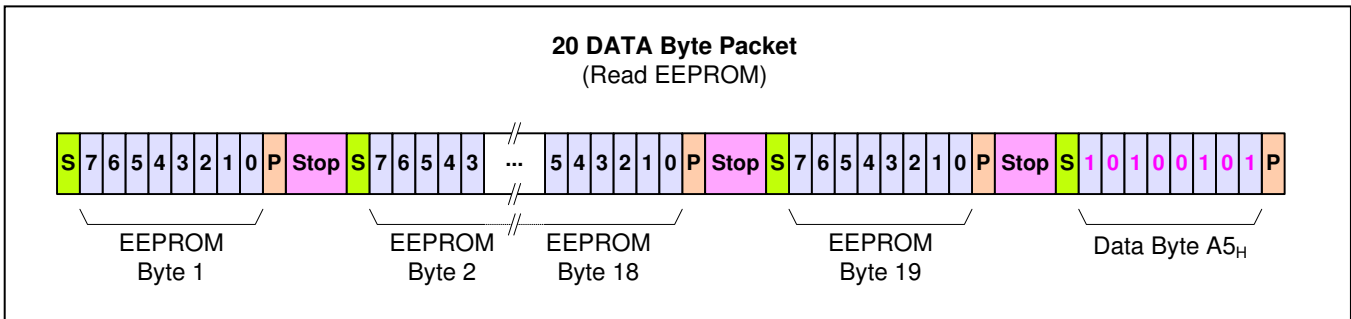 20 DATA Byte Packet
(Read EEPROM)
S 7 6 5 4 3 2 1 0 P Stop S 7 6 5 4 3 ... 5 4 3 2 1 0 P Stop S 7 6 5 4 3 2 1 0 P Stop S 1 0 1 0 0 1 0 1 P
EEPROM EEPROM EEPROM EEPROM Data Byte A5H
Byte 1 Byte 2 Byte 18 Byte 19